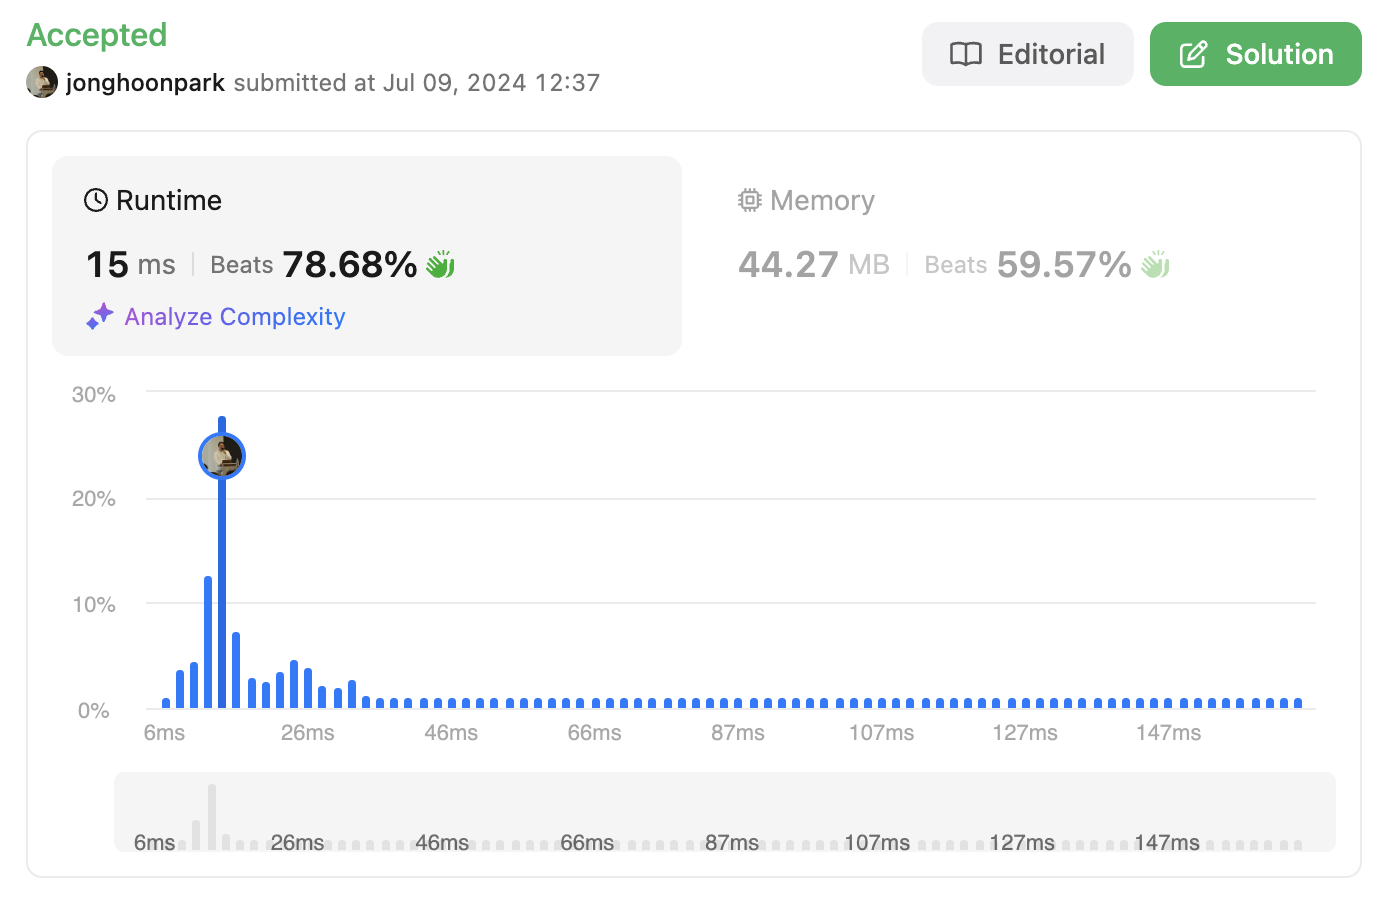 Accepted
jonghoonpark submitted at Jul 09, 2024 12:37
Editorial
Solution
Runtime
15 ms Beats 78.68%
Analyze Complexity
Memory
44.27 MB Beats 59.57%
30%
20%
10%
0%
6ms 26ms 46ms 66ms 87ms 107ms 127ms 147ms
6ms 26ms 46ms 66ms 87ms 107ms 127ms 147ms